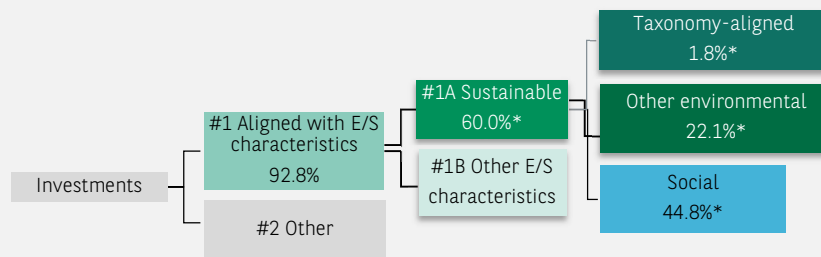 Investments
#1 Aligned with E/S
characteristics
92.8%
#2 Other
#1A Sustainable
60.0%*
#1B Other E/S
characteristics
Taxonomy-aligned
1.8%*
Other environmental
22.1%*
Social
44.8%*